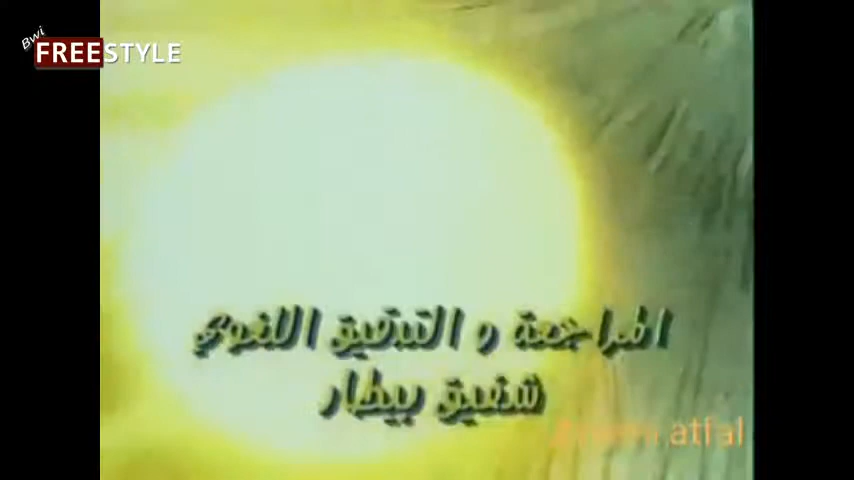 Bwi
FREESTYLE
المراجعة و التدقيق اللغوي
شفيق بيطار
atfal